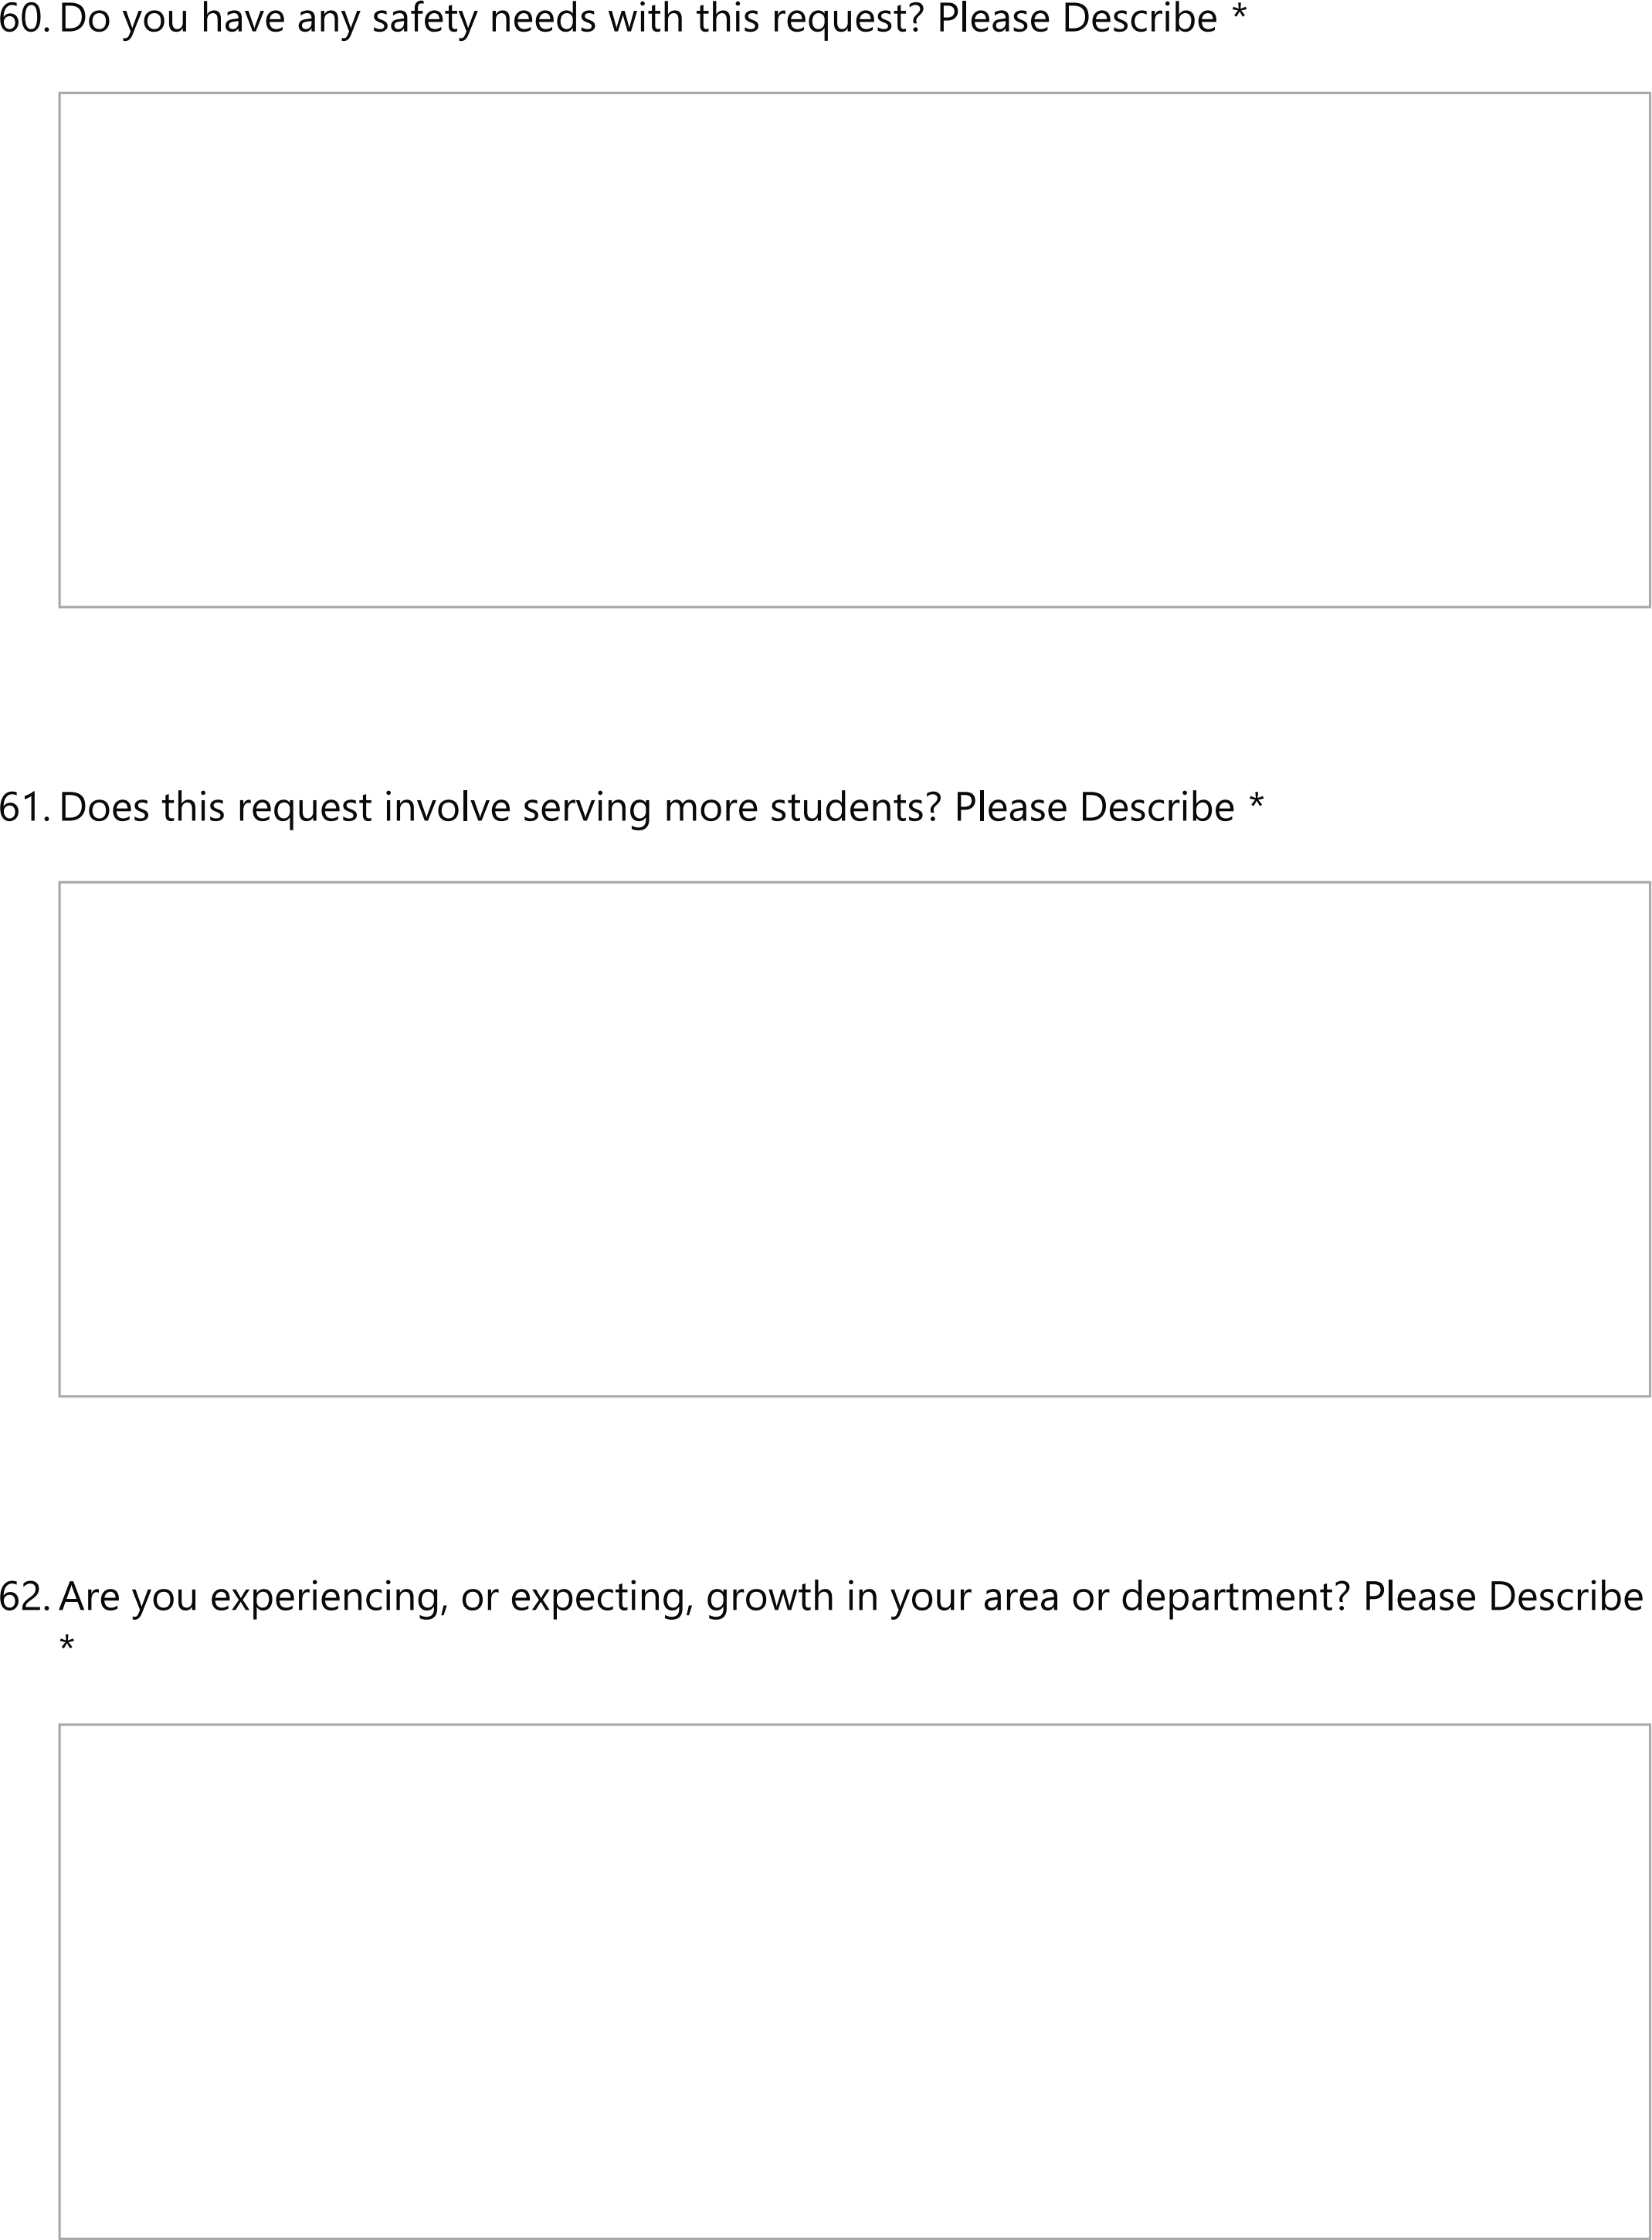 60. Do you have any safety needs with this request? Please Describe *
61. Does this request involve serving more students? Please Describe *
62. Are you experiencing, or expecting, growth in your area or department? Please Describe
*